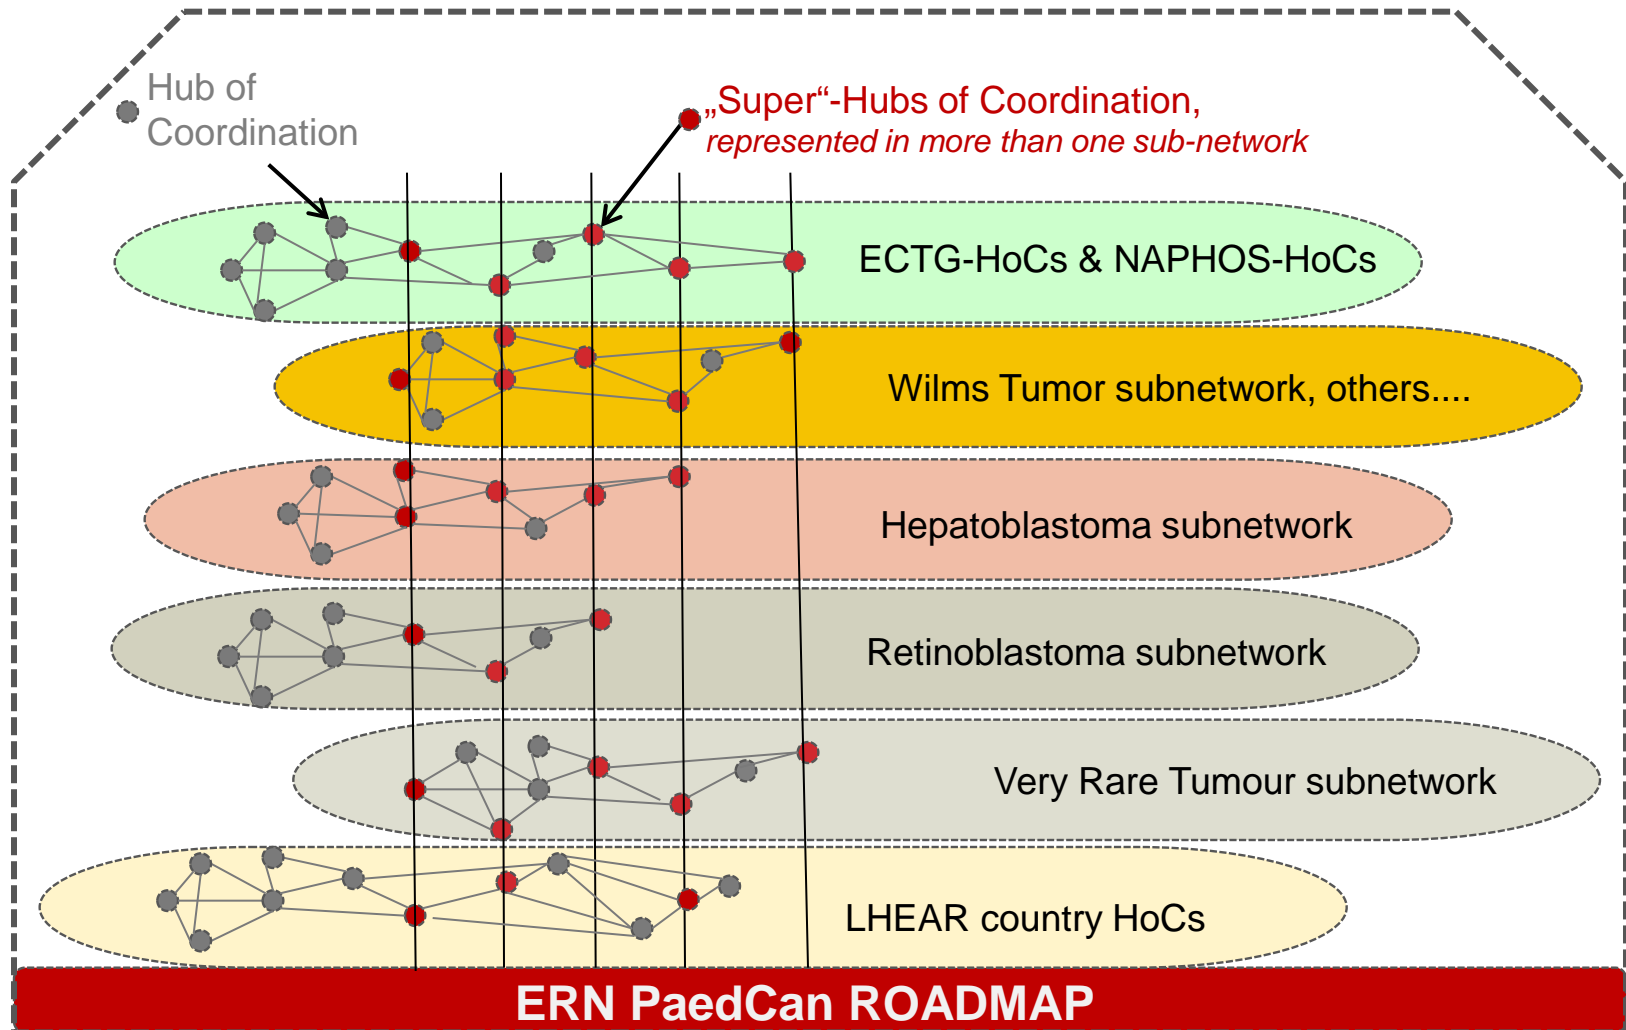 Hub of
Coordination
„Super“-Hubs of Coordination,
represented in more than one sub-network
ECTG-HoCs & NAPHOS-HoCs
Wilms Tumor subnetwork, others....
Hepatoblastoma subnetwork
Retinoblastoma subnetwork
Very Rare Tumour subnetwork
LHEAR country HoCs
ERN PaedCan ROADMAP